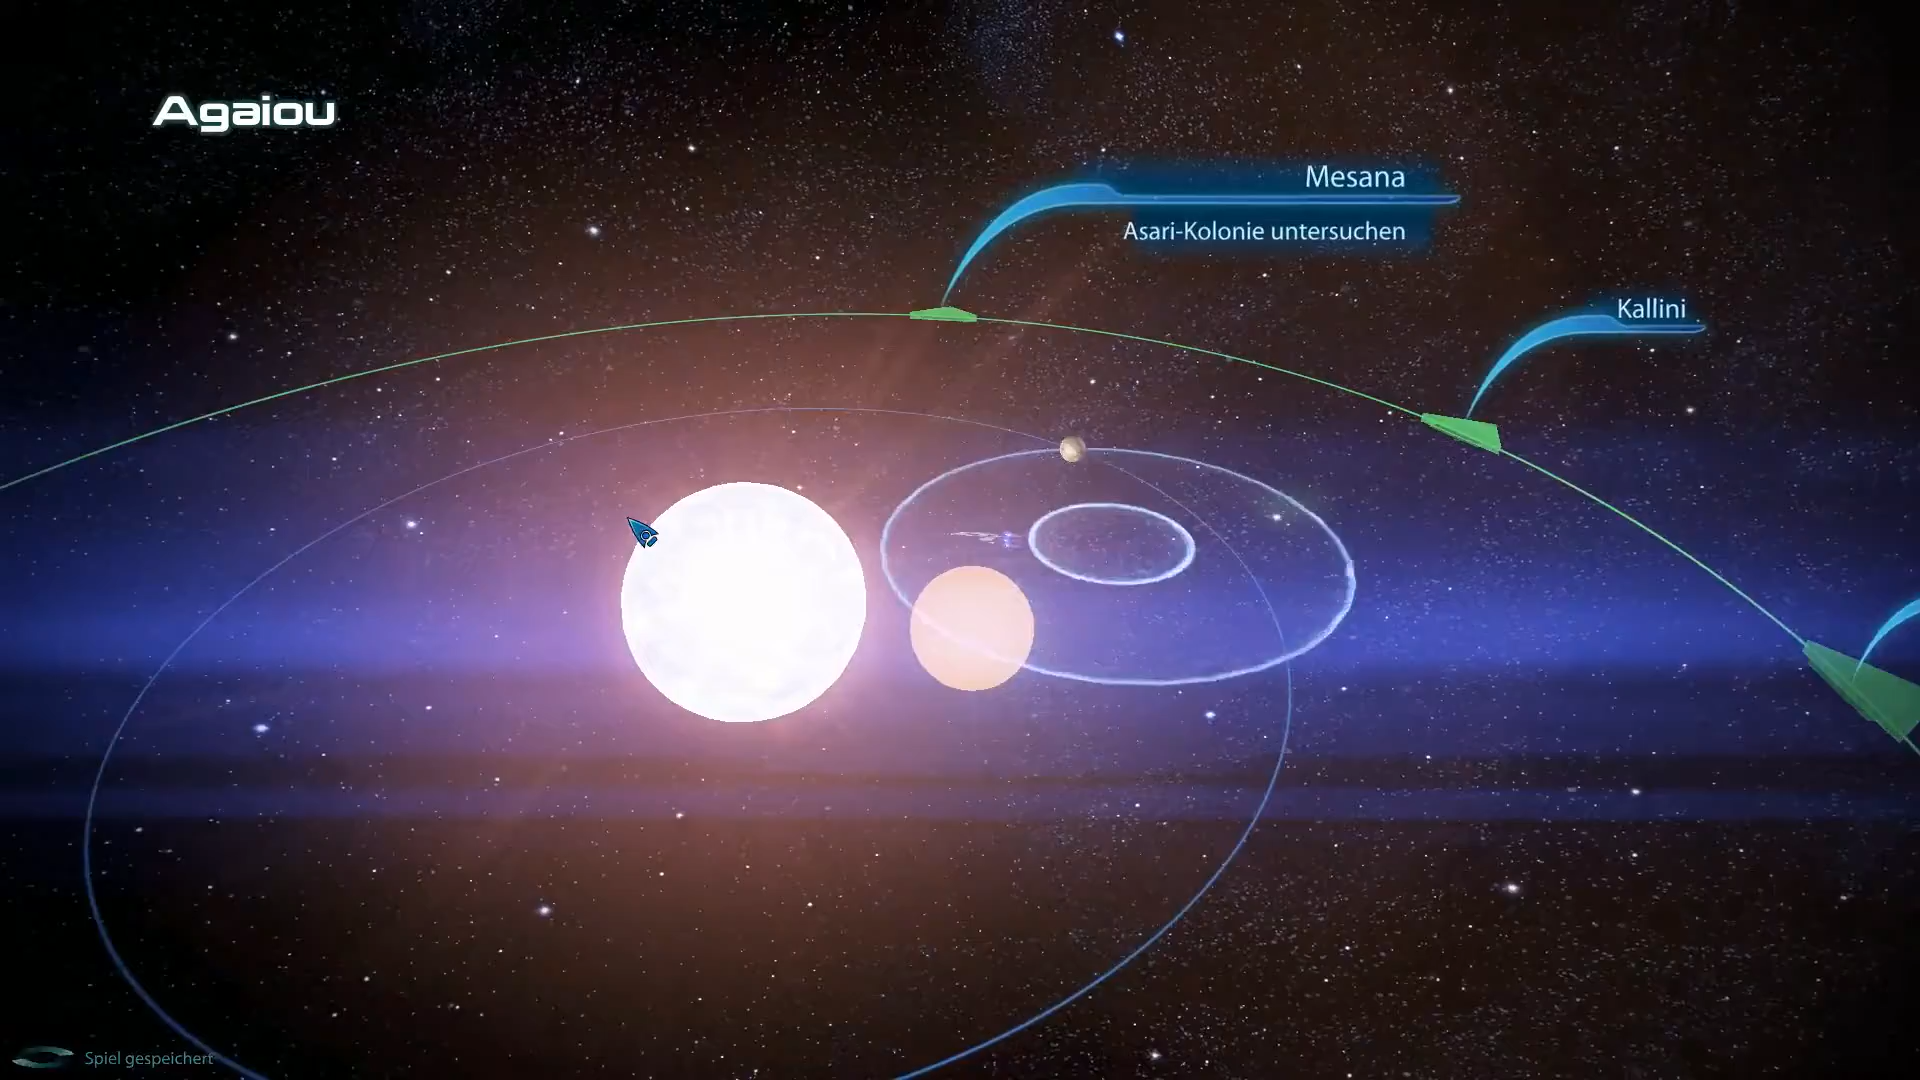 Agaiou
Mesana
Asari-Kolonie untersuchen
Kallini
Spiel gespeichert